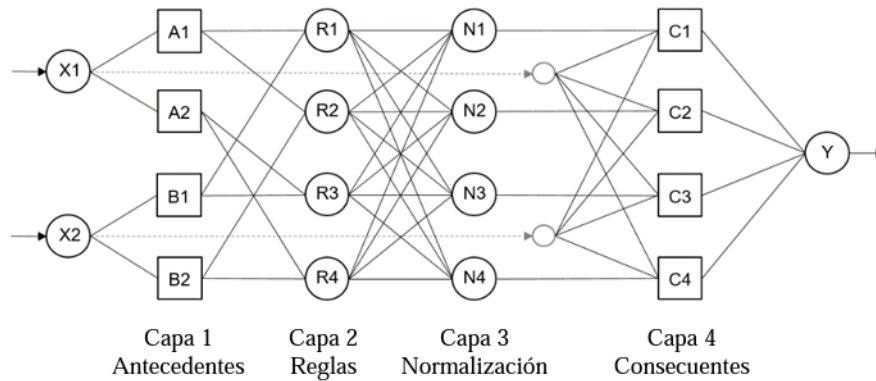 A1 R1 N1 C1
X1
A2 R2 N2 C2
Y
B1 R3 N3 C3
X2
B2 R4 N4 C4
Capa 1 Capa 2 Capa 3 Capa 4
Antecedentes Reglas Normalización Consecuentes